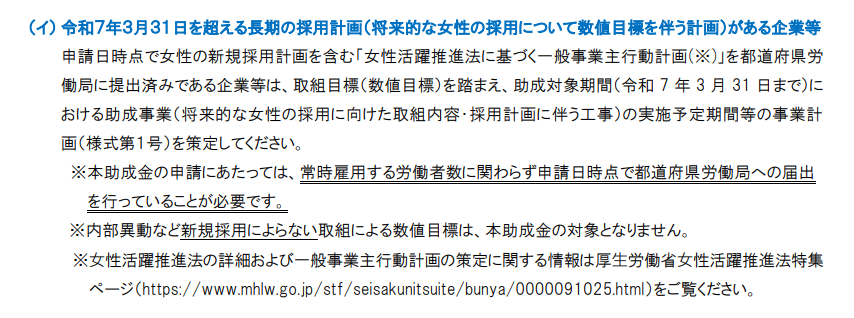 （イ）令和7年3月31日を超える長期の採用計画（将来的な女性の採用について数値目標を伴う計画）がある企業等
申請日時点で女性の新規採用計画を含む「女性活躍推進法に基づく一般事業主行動計画(※)」を都道府県労
働局に提出済みである企業等は、取組目標（数値目標）を踏まえ、助成対象期間（令和 7 年 3 月 31 日まで）に
おける助成事業（将来的な女性の採用に向けた取組内容・採用計画に伴う工事）の実施予定期間等の事業計
画（様式第1号）を策定してください。
※本助成金の申請にあたっては、常時雇用する労働者数に関わらず申請日時点で都道府県労働局への届出
を行っていることが必要です。
※内部異動など新規採用によらない取組による数値目標は、本助成金の対象となりません。
※女性活躍推進法の詳細および一般事業主行動計画の策定に関する情報は厚生労働省女性活躍推進法特集
ページ（https://www.mhlw.go.jp/stf/seisakunitsuite/bunya/0000091025.html）をご覧ください。